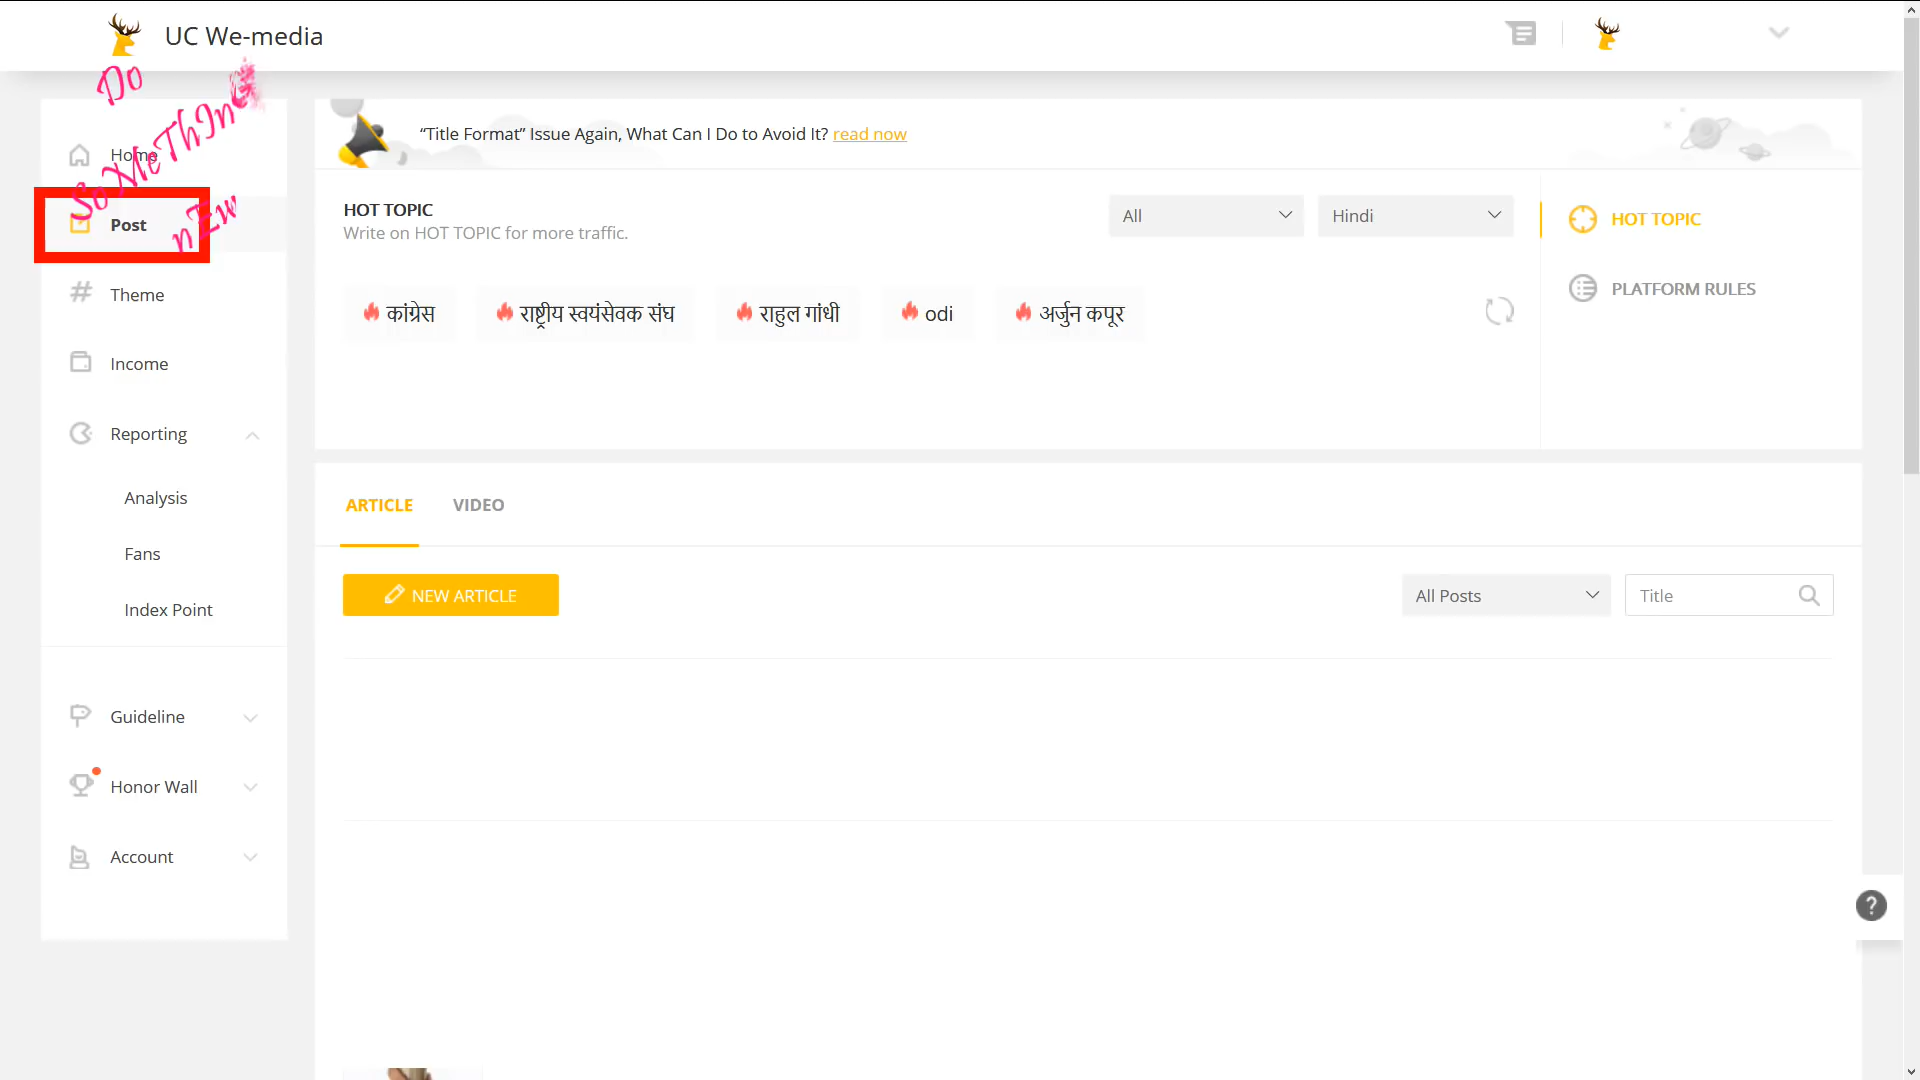 UC We-media
Do
SoMeThInG
nEw
Home
Post
Theme
Income
Reporting
Analysis
Fans
Index Point
Guideline
Honor Wall
Account
“Title Format” Issue Again, What Can I Do to Avoid It? read now
HOT TOPIC
Write on HOT TOPIC for more traffic.
All
Hindi
कांग्रेस
राष्ट्रीय स्वयंसेवक संघ
राहुल गांधी
odi
अर्जुन कपूर
HOT TOPIC
PLATFORM RULES
ARTICLE VIDEO
NEW ARTICLE
All Posts
Title
?